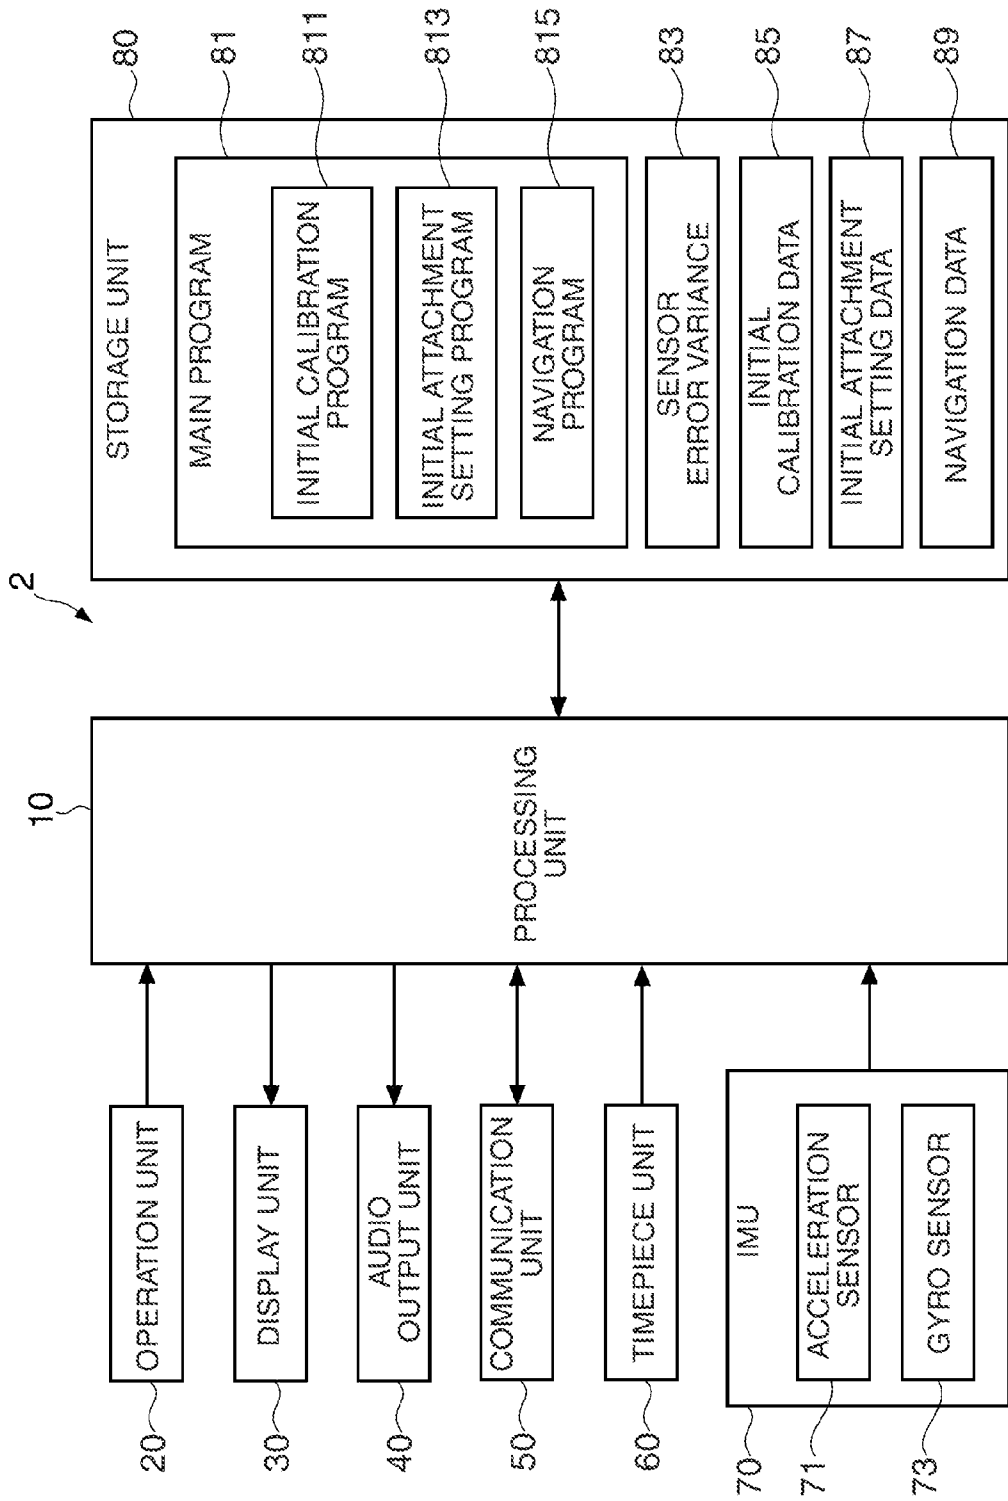 2
10
20
OPERATION UNIT
30
DISPLAY UNIT
40
AUDIO
OUTPUT UNIT
50
COMMUNICATION
UNIT
60
TIMEPIECE UNIT
70
IMU
71
ACCELERATION
SENSOR
73
GYRO SENSOR
PROCESSING
UNIT
80
STORAGE UNIT
81
MAIN PROGRAM
811
INITIAL CALIBRATION
PROGRAM
813
INITIAL ATTACHMENT
SETTING PROGRAM
815
NAVIGATION
PROGRAM
83
SENSOR
ERROR VARIANCE
85
INITIAL
CALIBRATION DATA
87
INITIAL ATTACHMENT
SETTING DATA
89
NAVIGATION DATA